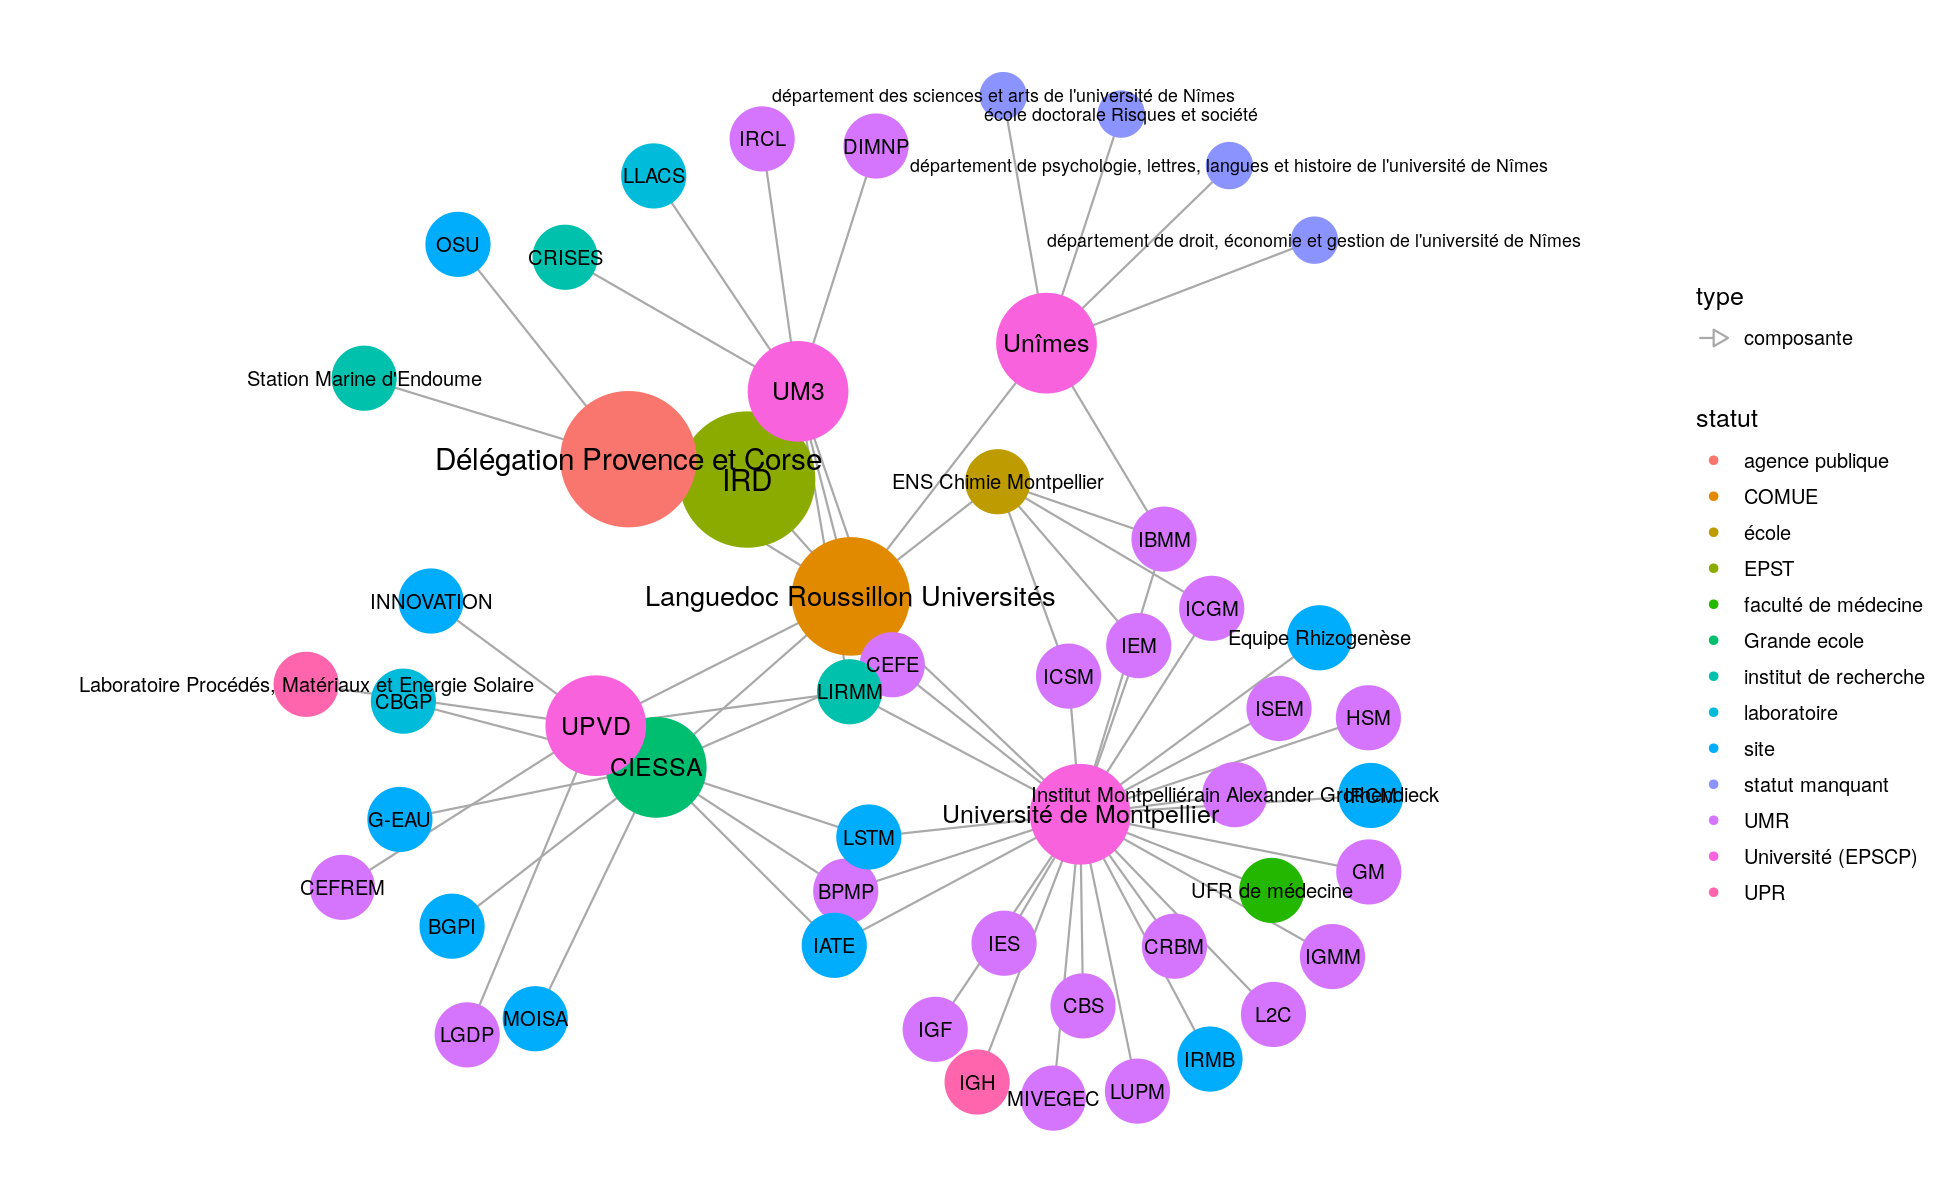 département des sciences et arts de l'université de Nîmes
école doctorale Risques et société
IRCL
DIMNP
département de psychologie, lettres, langues et histoire de l'université de Nîmes
LLACS
OSU
CRISES
département de droit, économie et gestion de l'université de Nîmes
type
composante
Unîmes
Station Marine d'Endoume
UM3
statut
Délégation Provence et Corse
IRD
ENS Chimie Montpellier
agence publique
COMUE
école
IBMM
EPST
INNOVATION
Languedoc Roussillon Universités
ICGM
faculté de médecine
Equipe Rhizogenèse
Grande ecole
IEM
CEFE
ICSM
institut de recherche
Laboratoire Procédés, Matériaux et Energie Solaire
CBGP
LIRMM
ISEM
HSM
laboratoire
UPVD
CIESSA
site
statut manquant
Institut Montpelliérain Alexander Grothendieck
IRCM
Université de Montpellier
G-EAU
LSTM
UMR
Université (EPSCP)
GM
CEFREM
BPMP
UFR de médecine
UPR
BGPI
IATE
IES
CRBM
IGMM
LGDP
MOISA
IGF
CBS
L2C
IRMB
IGH
MIVEGEC
LUPM